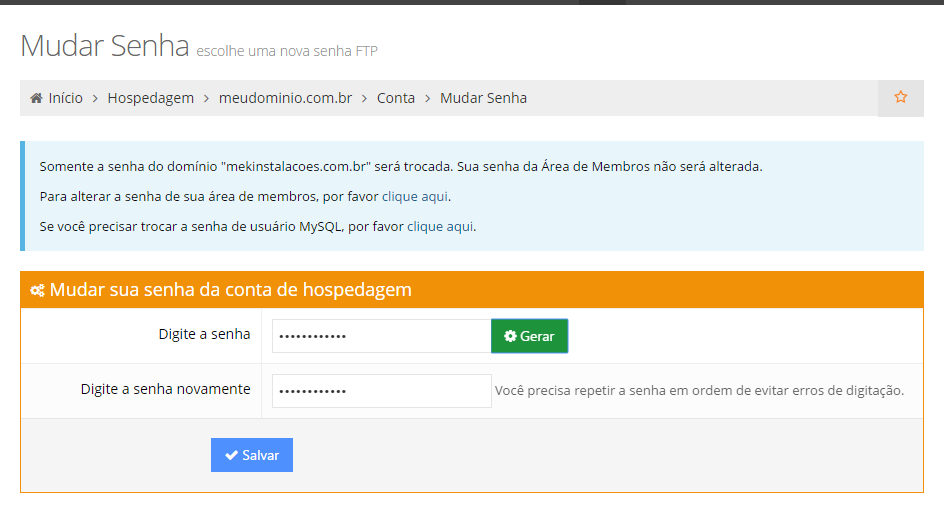 Mudar Senha escolhe uma nova senha FTP
Início > Hospedagem > meudominio.com.br > Conta > Mudar Senha
Somente a senha do domínio "mekinstalacoes.com.br" será trocada. Sua senha da Área de Membros não será alterada.
Para alterar a senha de sua área de membros, por favor clique aqui.
Se você precisar trocar a senha de usuário MySQL, por favor clique aqui.
Mudar sua senha da conta de hospedagem
Digite a senha •••••••••••• Gerar
Digite a senha novamente •••••••••••• Você precisa repetir a senha em ordem de evitar erros de digitação.
Salvar